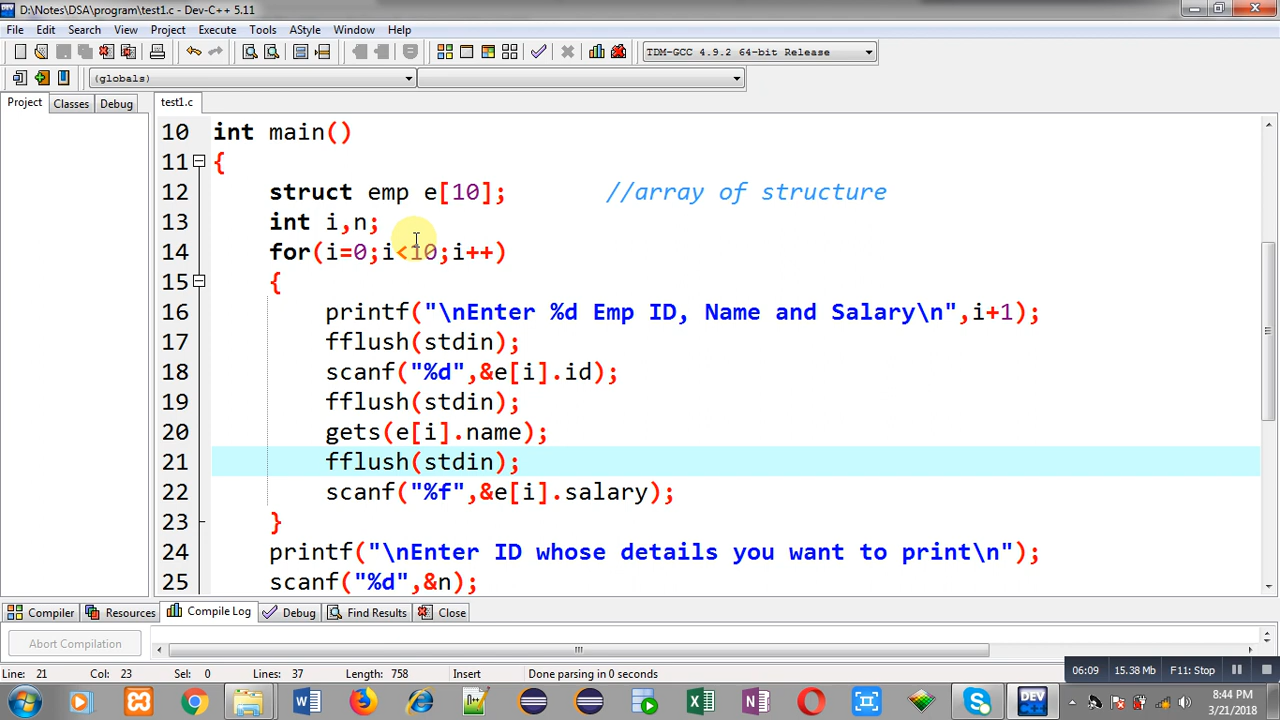 D:\Notes\DSA\program\test1.c - Dev-C++ 5.11
File Edit Search View Project Execute Tools AStyle Window Help
TDM-GCC 4.9.2 64-bit Release
(globals)
Project Classes Debug test1.c
10 int main()
11 {
12 struct emp e[10]; //array of structure
13 int i,n;
14 for(i=0;i<10;i++)
15 {
16 printf("\nEnter %d Emp ID, Name and Salary\n",i+1);
17 fflush(stdin);
18 scanf("%d",&e[i].id);
19 fflush(stdin);
20 gets(e[i].name);
21 fflush(stdin);
22 scanf("%f",&e[i].salary);
23 }
24 printf("\nEnter ID whose details you want to print\n");
25 scanf("%d",&n);
Compiler Resources Compile Log Debug Find Results Close
Abort Compilation
Line: 21 Col: 23 Sel: 0 Lines: 37 Length: 758 Insert Done parsing in 0 seconds
06:09 15.38 Mb F11: Stop
DEV
8:44 PM
3/21/2018